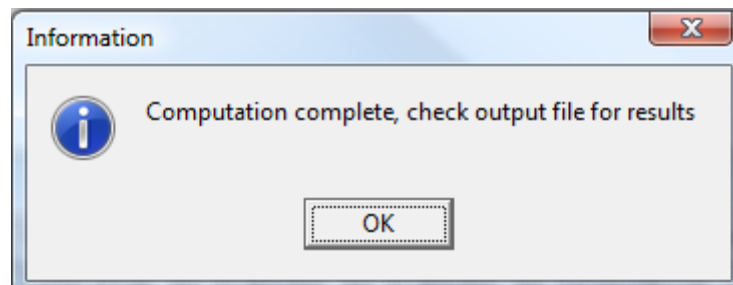 Information
Computation complete, check output file for results
OK